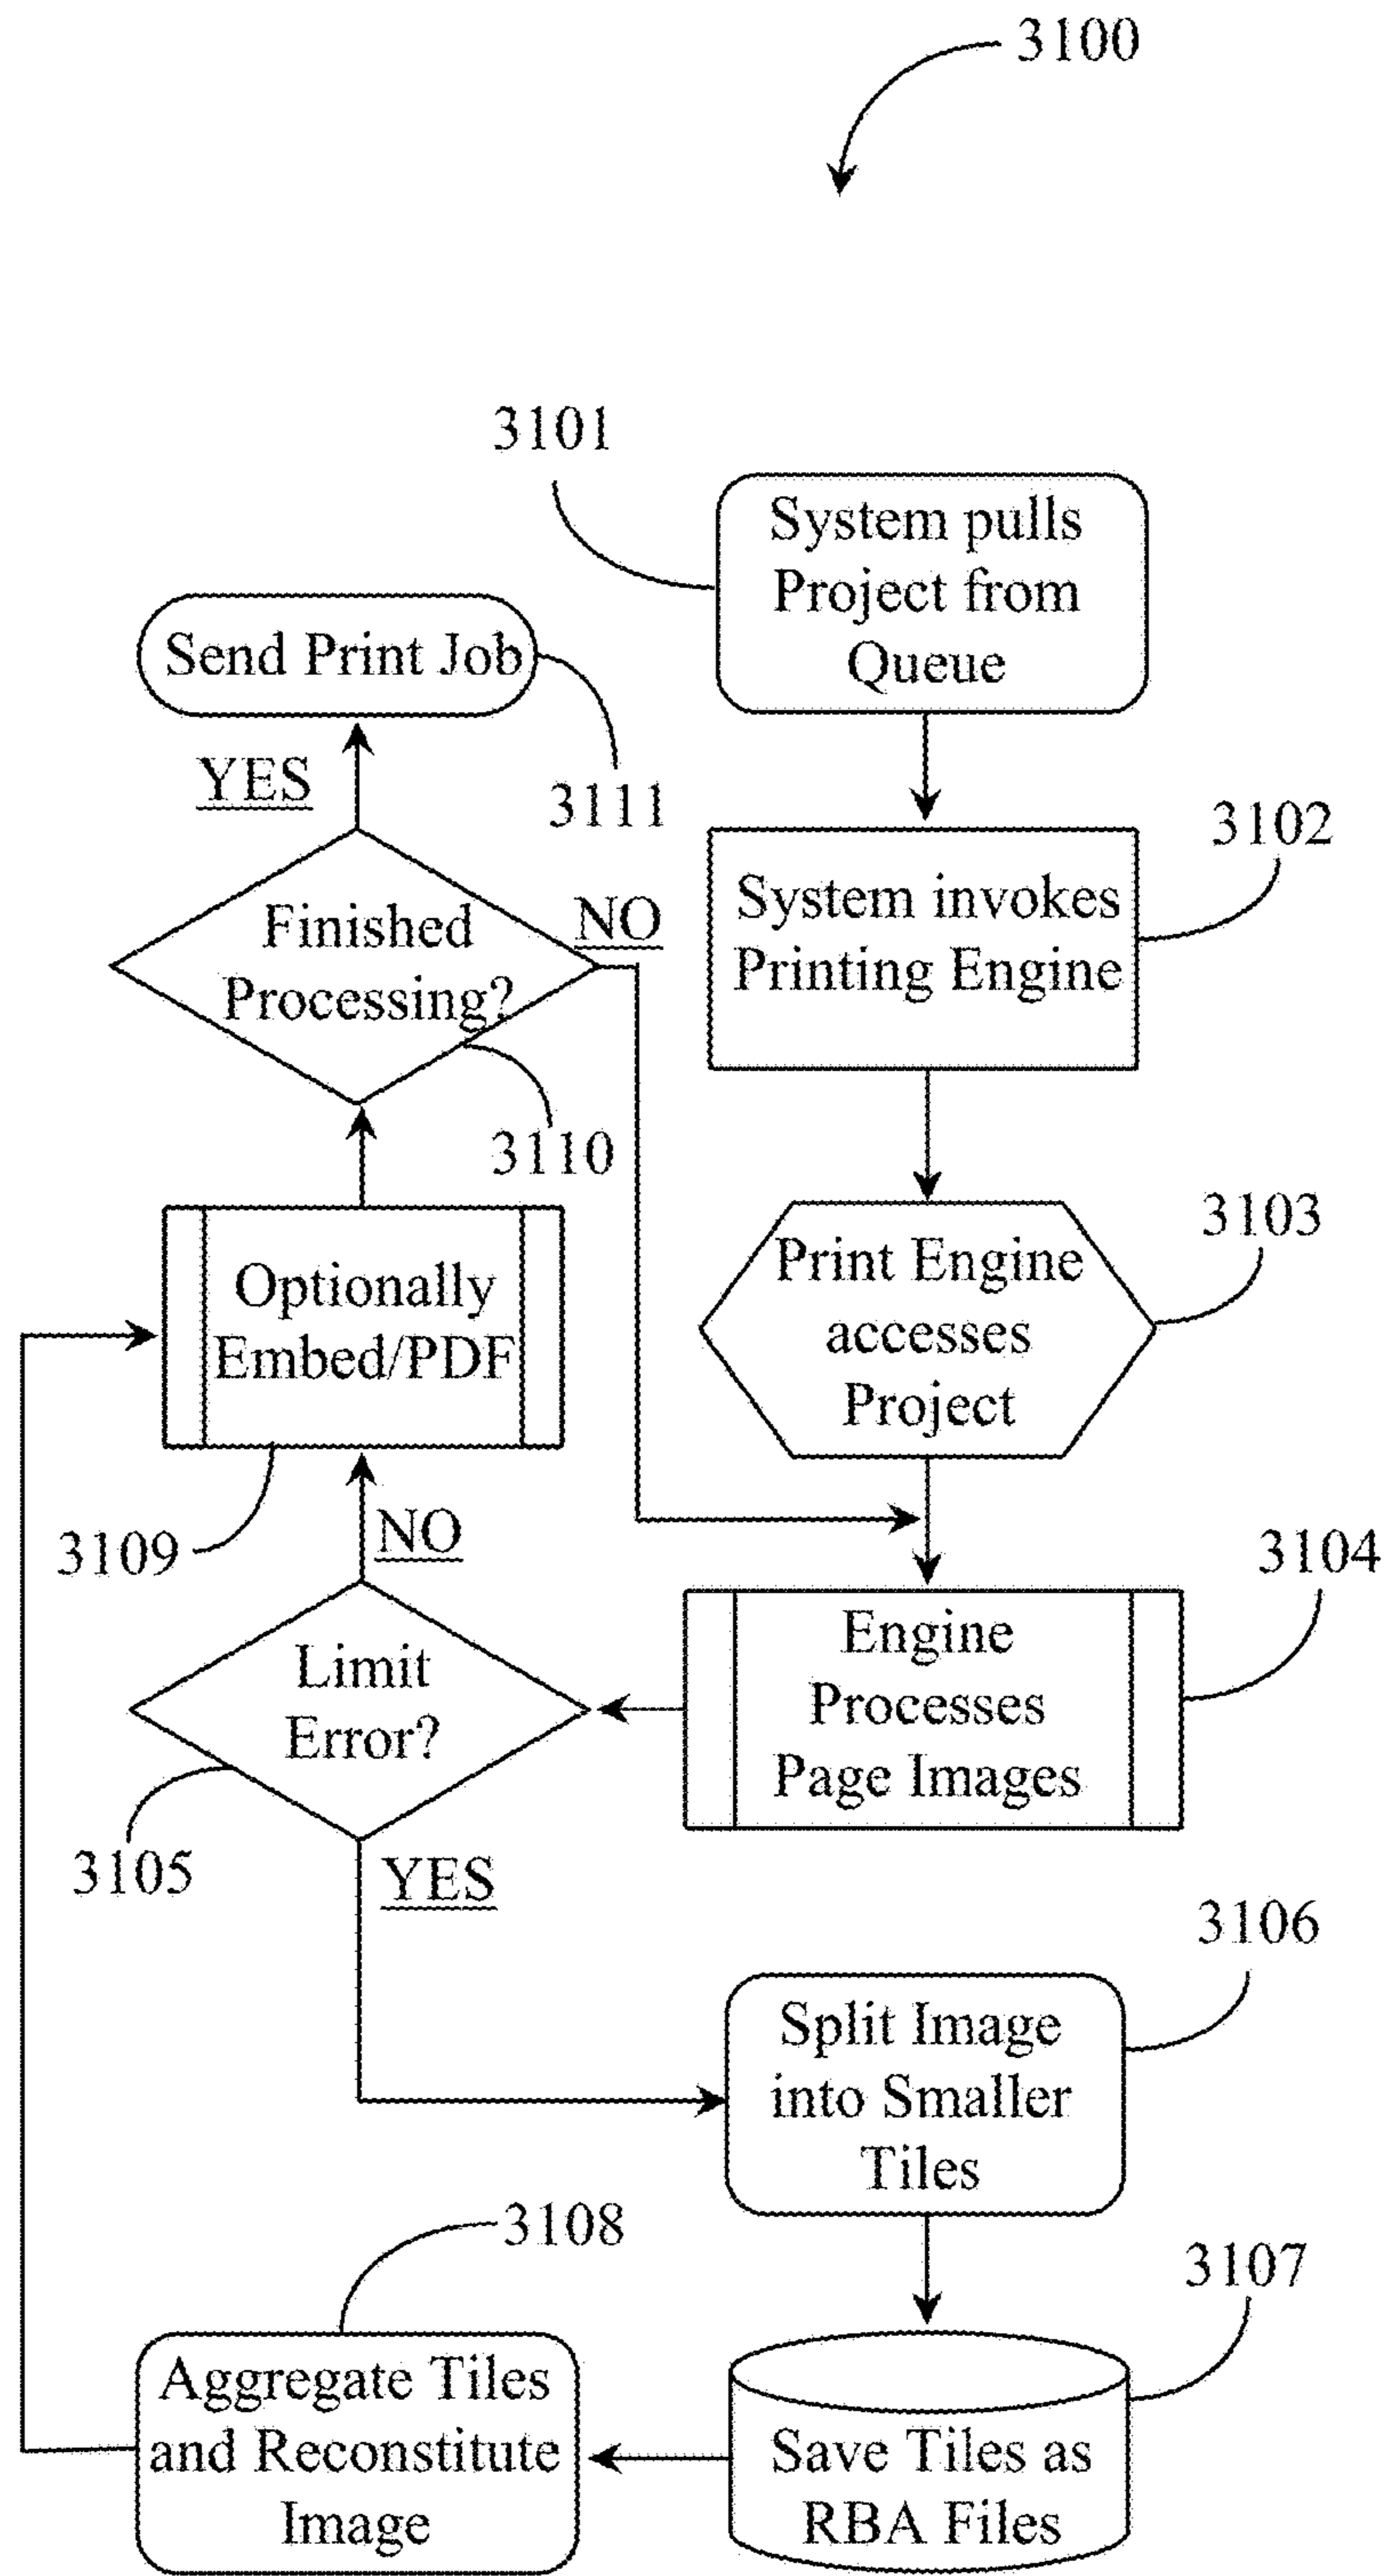 3100
3101
System pulls
Project from
Queue
Send Print Job
3111
YES
3102
System invokes
Printing Engine
Finished
Processing?
NO
3110
3103
Print Engine
accesses
Project
Optionally
Embed/PDF
3109
NO
3104
Engine
Processes
Page Images
Limit
Error?
3105
YES
3106
Split Image
into Smaller
Tiles
3108
3107
Aggregate Tiles
and Reconstitute
Image
Save Tiles as
RBA Files